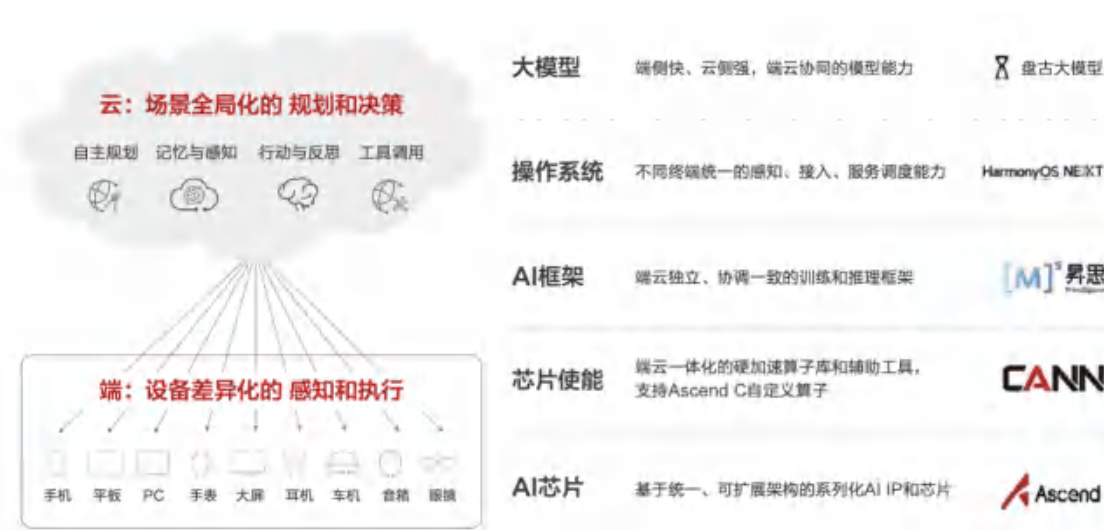 云：场景全局化的 规划和决策
自主规划 记忆与感知 行动与反思 工具调用
端：设备差异化的 感知和执行
手机 平板 PC 手表 大屏 耳机 车机 音箱 眼镜
大模型 端侧快、云侧强，端云协同的模型能力 盘古大模型
操作系统 不同终端统一的感知、接入、服务调度能力 HarmonyOS NEXT
AI框架 端云独立、协调一致的训练和推理框架 [M]s 昇思
芯片使能 端云一体化的硬加速算子库和辅助工具，
支持Ascend C自定义算子 CANN
AI芯片 基于统一、可扩展架构的系列化AI IP和芯片 Ascend